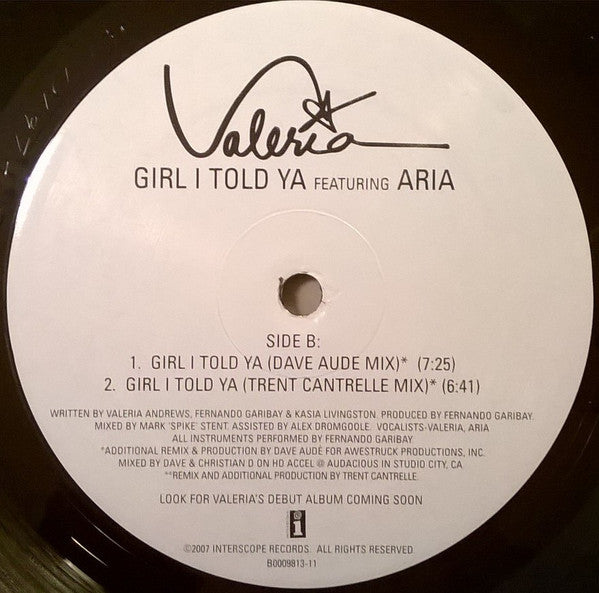 Valeria
GIRL I TOLD YA FEATURING ARIA
SIDE B:
1. GIRL I TOLD YA (DAVE AUDE MIX)* (7:25)
2. GIRL I TOLD YA (TRENT CANTRELLE MIX)* (6:41)
WRITTEN BY VALERIA ANDREWS, FERNANDO GARIBAY & KASIA LIVINGSTON. PRODUCED BY FERNANDO GARIBAY.
MIXED BY MARK 'SPIKE' STENT. ASSISTED BY ALEX DROMGOOLE. VOCALISTS-VALERIA, ARIA
ALL INSTRUMENTS PERFORMED BY FERNANDO GARIBAY
*ADDITIONAL REMIX & PRODUCTION BY DAVE AUDÉ FOR AWESTRUCK PRODUCTIONS, INC.
MIXED BY DAVE & CHRISTIAN D ON HD ACCEL @ AUDACIOUS IN STUDIO CITY, CA
**REMIX AND ADDITIONAL PRODUCTION BY TRENT CANTRELLE.
LOOK FOR VALERIA'S DEBUT ALBUM COMING SOON
i
©2007 INTERSCOPE RECORDS. ALL RIGHTS RESERVED.
B0009813-11